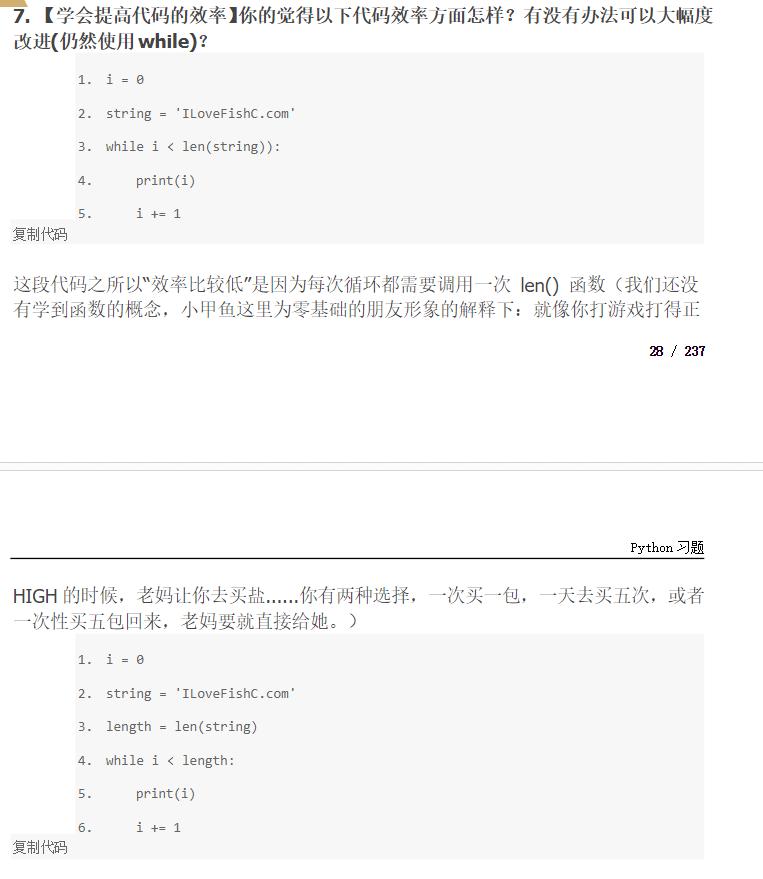 7. 【学会提高代码的效率】你的觉得以下代码效率方面怎样？有没有办法可以大幅度
改进(仍然使用while)？
1. i = 0
2. string = 'ILoveFishC.com'
3. while i < len(string)):
4. print(i)
5. i += 1
复制代码
这段代码之所以“效率比较低”是因为每次循环都需要调用一次 len() 函数（我们还没
有学到函数的概念，小甲鱼这里为零基础的朋友形象的解释下：就像你打游戏打得正
28 / 237
Python 习题
HIGH 的时候，老妈让你去买盐......你有两种选择，一次买一包，一天去买五次，或者
一次性买五包回来，老妈要就直接给她。）
1. i = 0
2. string = 'ILoveFishC.com'
3. length = len(string)
4. while i < length:
5. print(i)
6. i += 1
复制代码